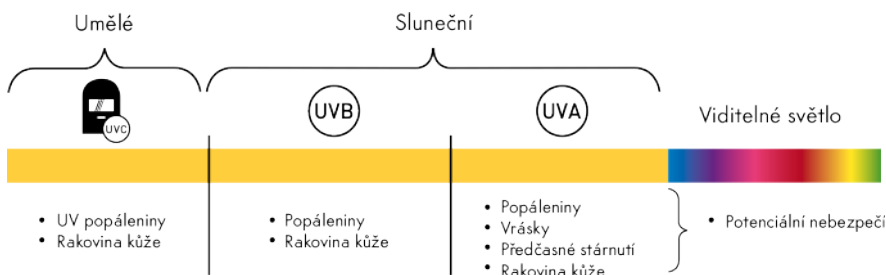 Umělé
Sluneční
UVC
UVB
UVA
Viditelné světlo
• UV popáleniny
• Rakovina kůže
• Popáleniny
• Rakovina kůže
• Popáleniny
• Vrásky
• Předčasné stárnutí
• Rakovina kůže
• Potenciální nebezpečí